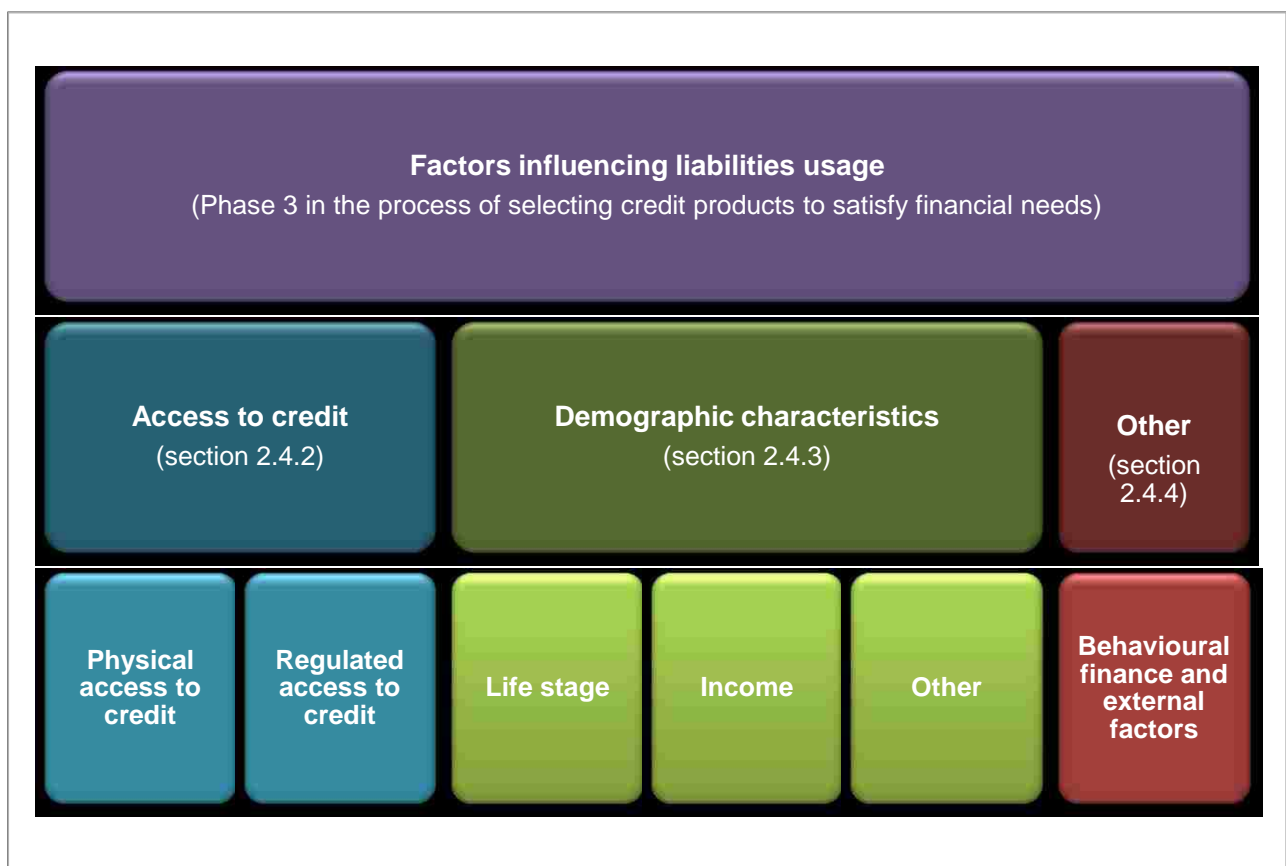 Factors influencing liabilities usage
(Phase 3 in the process of selecting credit products to satisfy financial needs)
Access to credit
(section 2.4.2)
Demographic characteristics
(section 2.4.3)
Other
(section
2.4.4)
Physical
access to
credit
Regulated
access to
credit
Life stage
Income
Other
Behavioural
finance and
external
factors